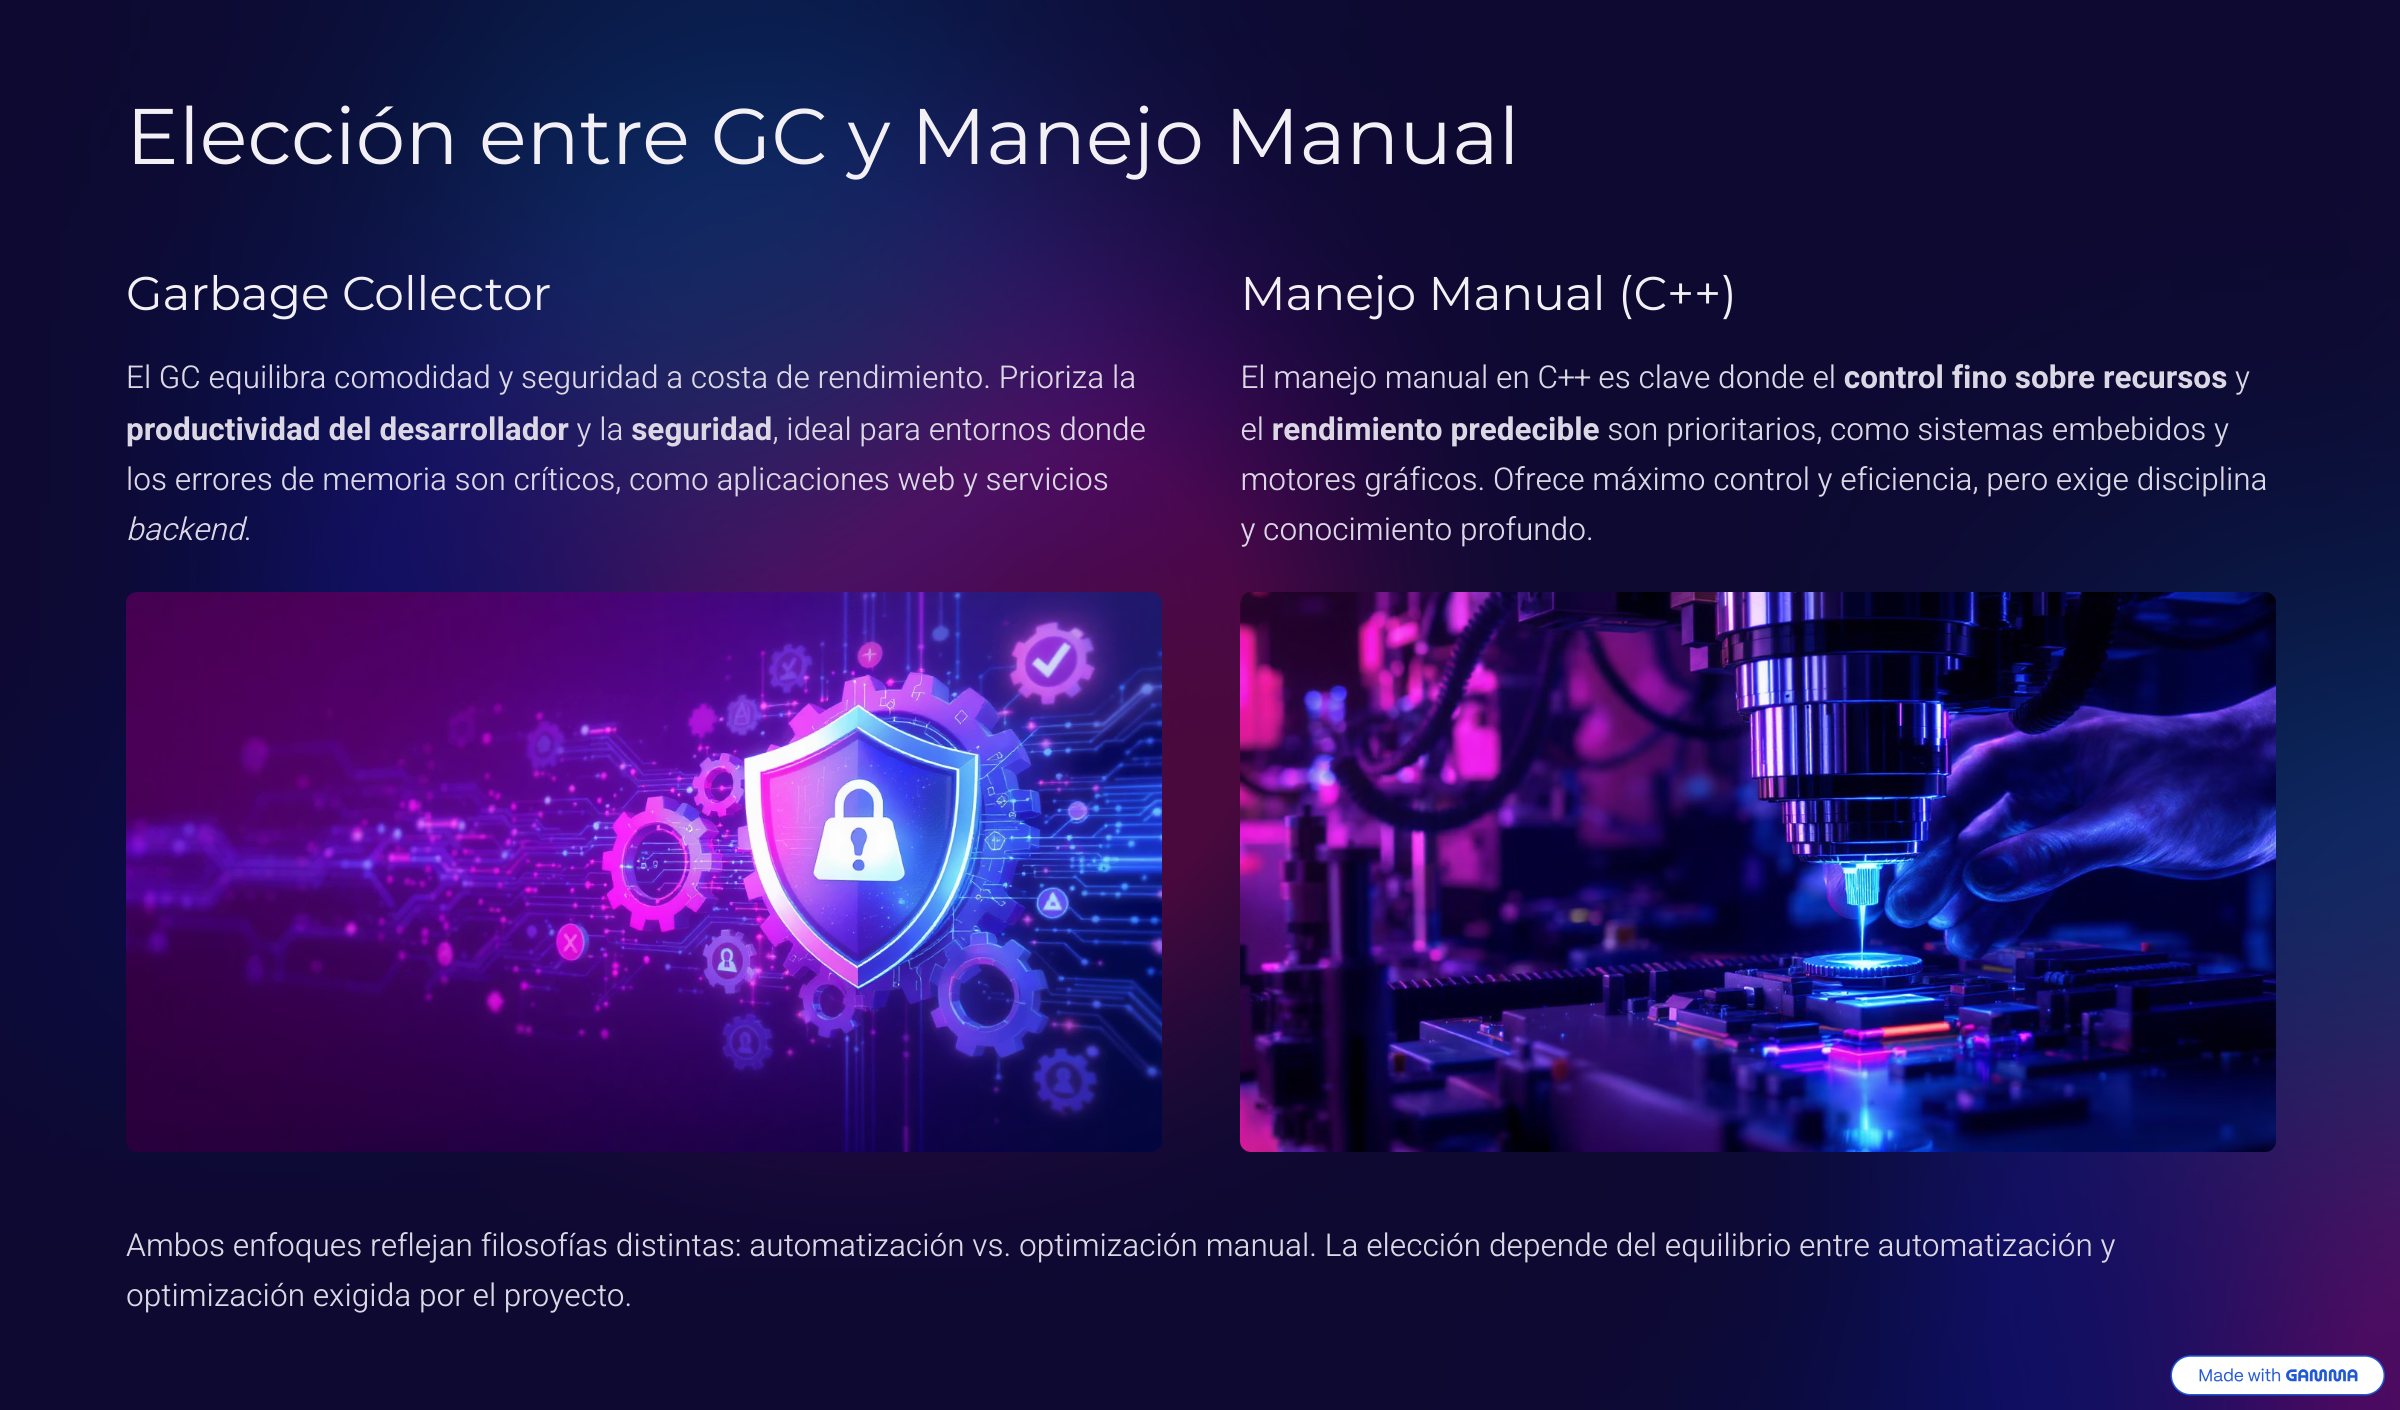 Elección entre GC y Manejo Manual
Garbage Collector
El GC equilibra comodidad y seguridad a costa de rendimiento. Prioriza la
productividad del desarrollador y la seguridad, ideal para entornos donde
los errores de memoria son críticos, como aplicaciones web y servicios
backend.
Manejo Manual (C++)
El manejo manual en C++ es clave donde el control fino sobre recursos y
el rendimiento predecible son prioritarios, como sistemas embebidos y
motores gráficos. Ofrece máximo control y eficiencia, pero exige disciplina
y conocimiento profundo.
Ambos enfoques reflejan filosofías distintas: automatización vs. optimización manual. La elección depende del equilibrio entre automatización y
optimización exigida por el proyecto.
Made with GAMMA